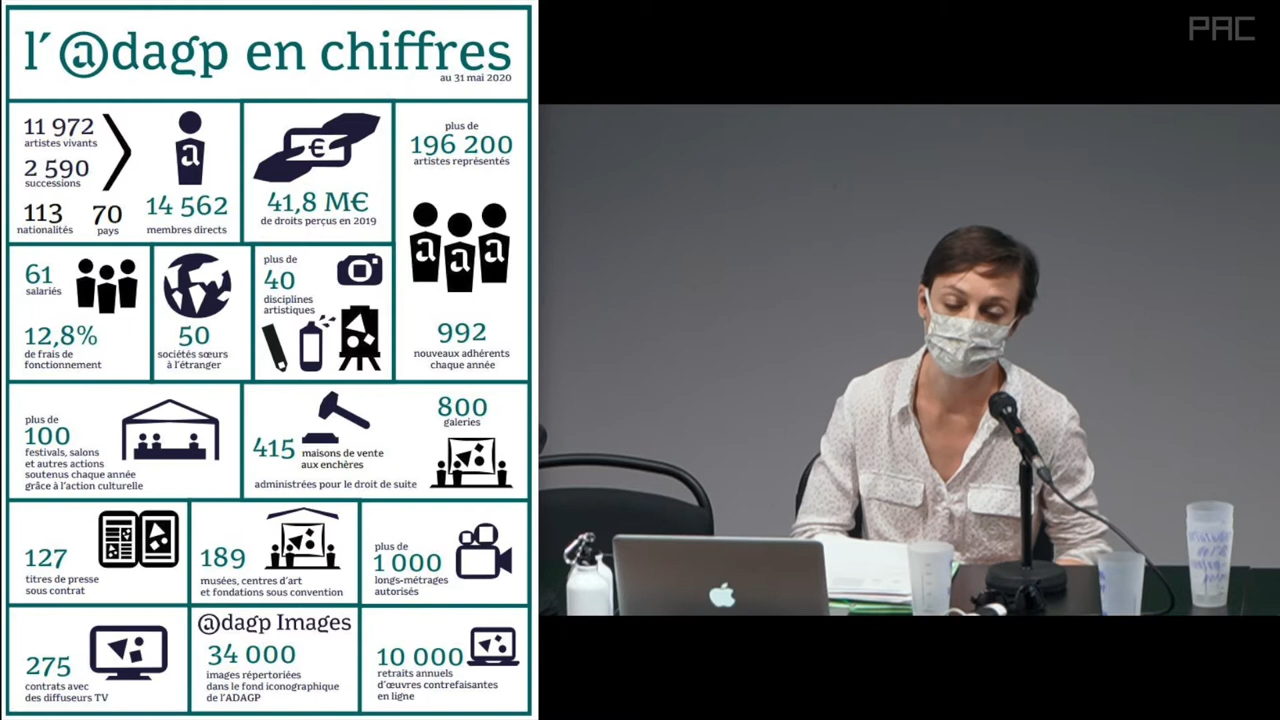 l´@dagp en chiffres
au 31 mai 2020
11 972
artistes vivants
2 590
successions
113
nationalités
70
pays
a
14 562
membres directs
€
41,8 M€
de droits perçus en 2019
plus de
196 200
artistes représentés
a a a
992
nouveaux adhérents
chaque année
61
salariés
12,8%
de frais de
fonctionnement
50
sociétés sœurs
à l'étranger
plus de
40
disciplines
artistiques
plus de
100
festivals, salons
et autres actions
soutenus chaque année
grâce à l'action culturelle
415 maisons de vente
aux enchères
800
galeries
administrées pour le droit de suite
127
titres de presse
sous contrat
189
musées, centres d'art
et fondations sous convention
plus de
1 000
longs-métrages
autorisés
275
contrats avec
des diffuseurs TV
@dagp Images
34 000
images répertoriées
dans le fond iconographique
de l'ADAGP
10 000
retraits annuels
d'œuvres contrefaisantes
en ligne
PAC